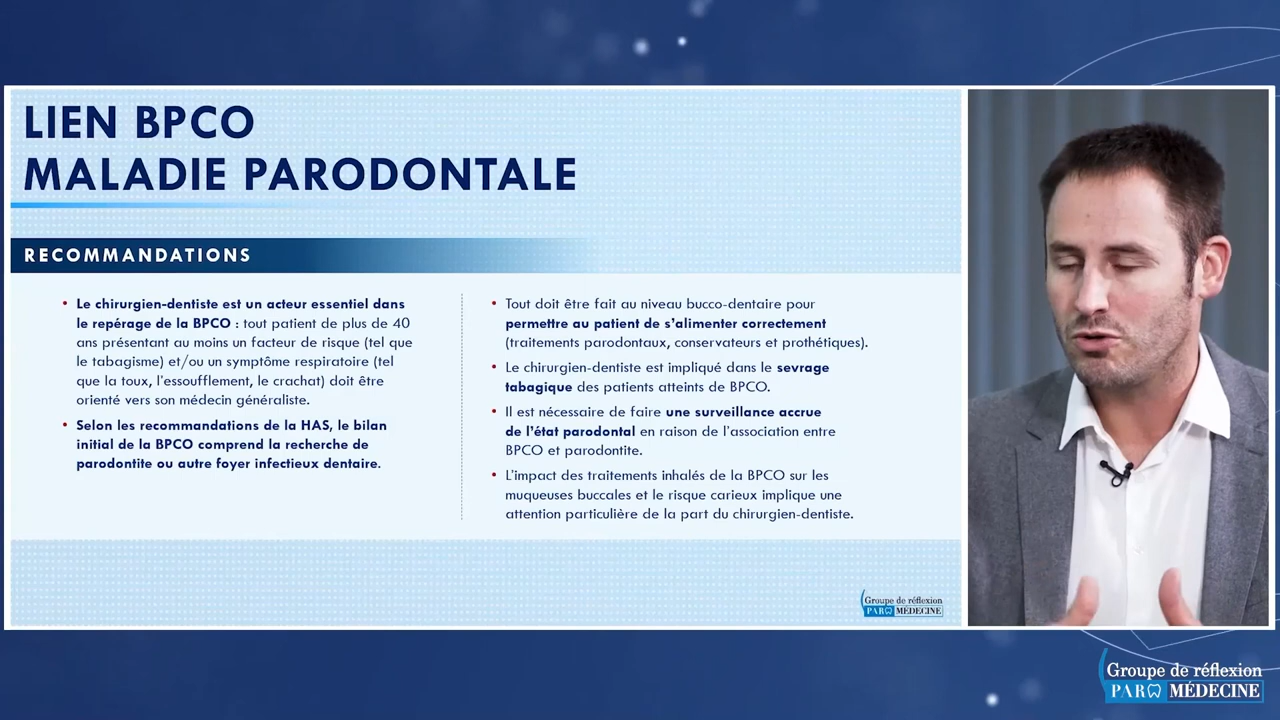 LIEN BPCO
MALADIE PARODONTALE
RECOMMANDATIONS
• Le chirurgien-dentiste est un acteur essentiel dans
le repérage de la BPCO : tout patient de plus de 40
ans présentant au moins un facteur de risque (tel que
le tabagisme) et/ou un symptôme respiratoire (tel
que la toux, l'essoufflement, le crachat) doit être
orienté vers son médecin généraliste.
• Selon les recommandations de la HAS, le bilan
initial de la BPCO comprend la recherche de
parodontite ou autre foyer infectieux dentaire.
• Tout doit être fait au niveau bucco-dentaire pour
permettre au patient de s'alimenter correctement
(traitements parodontaux, conservateurs et prothétiques).
• Le chirurgien-dentiste est impliqué dans le sevrage
tabagique des patients atteints de BPCO.
• Il est nécessaire de faire une surveillance accrue
de l'état parodontal en raison de l'association entre
BPCO et parodontite.
• L'impact des traitements inhalés de la BPCO sur les
muqueuses buccales et le risque carieux implique une
attention particulière de la part du chirurgien-dentiste.
Groupe de réflexion
PARO MÉDECINE
Groupe de réflexion
PARO MÉDECINE